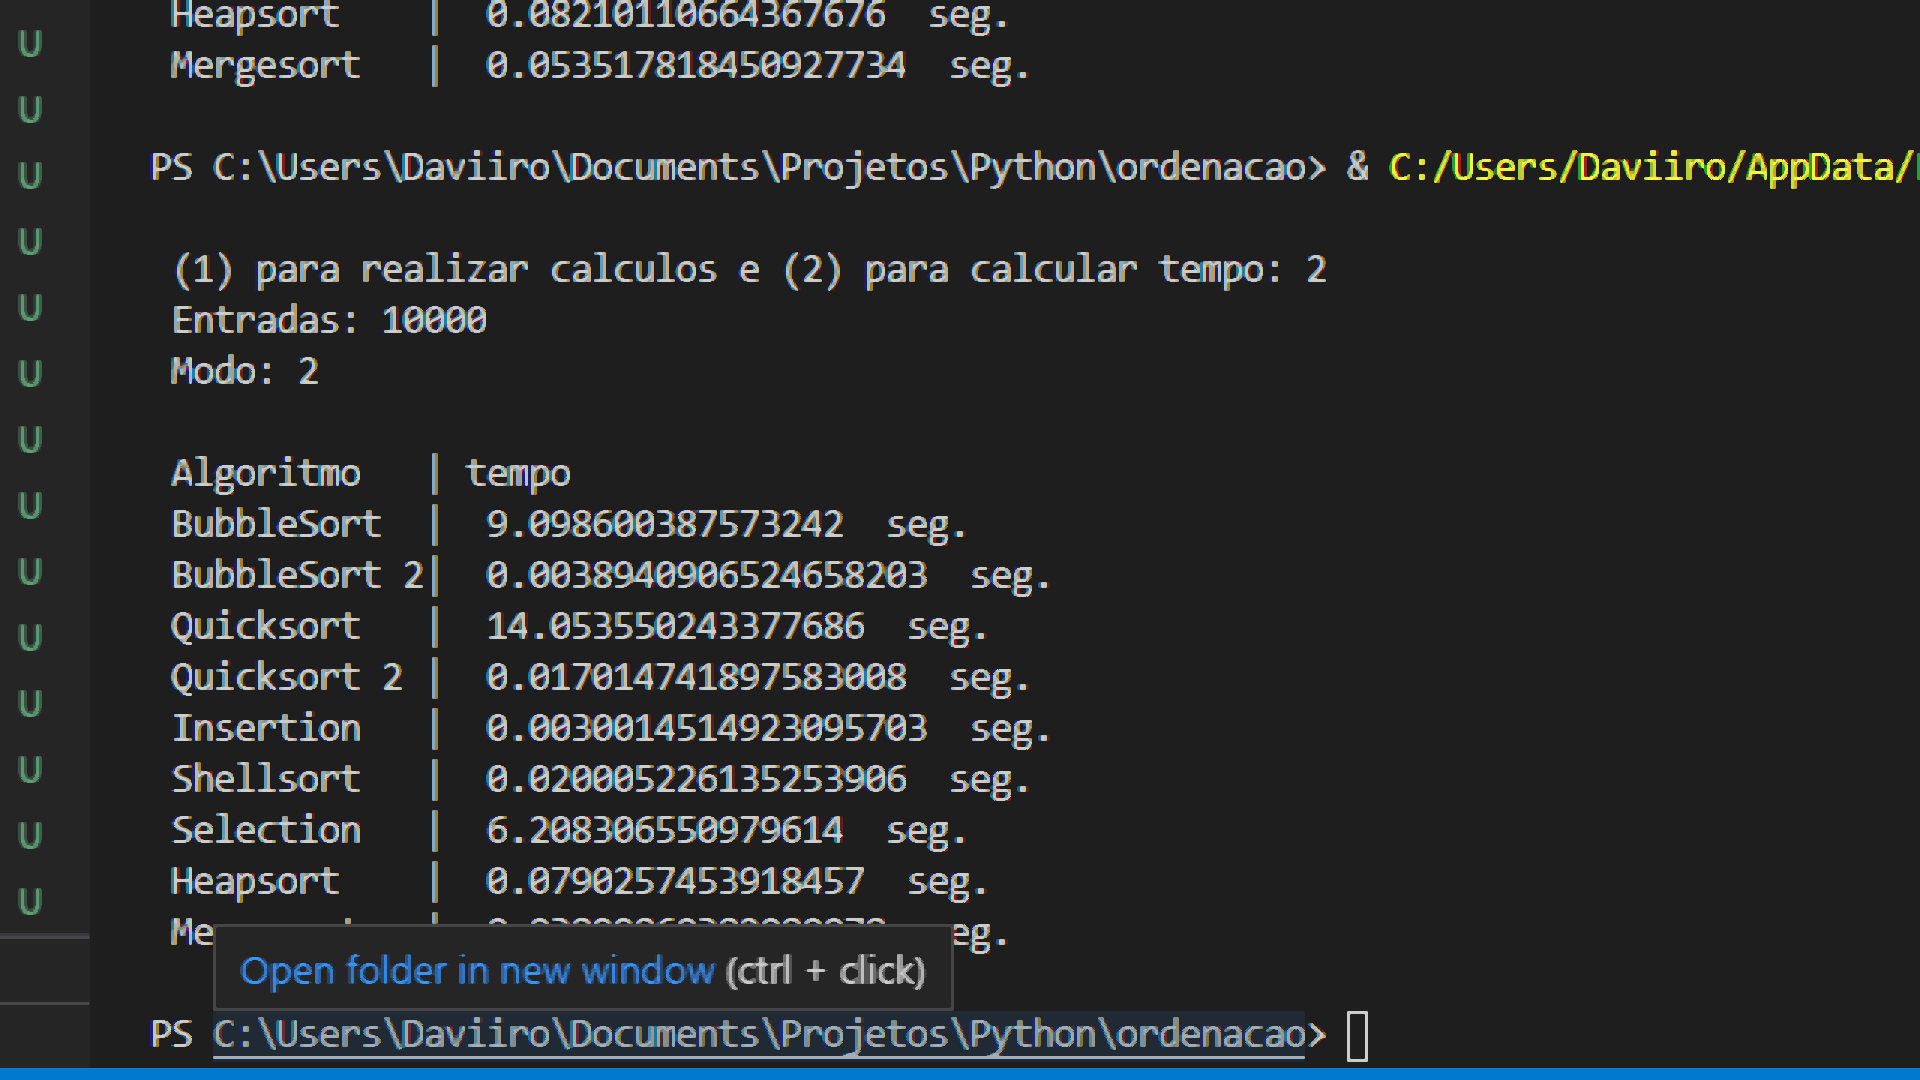 Heapsort | 0.08210110664367676 seg.
Mergesort | 0.053517818450927734 seg.
PS C:\Users\Daviiro\Documents\Projetos\Python\ordenacao> & C:/Users/Daviiro/AppData/
(1) para realizar calculos e (2) para calcular tempo: 2
Entradas: 10000
Modo: 2
Algoritmo | tempo
BubbleSort | 9.098600387573242 seg.
BubbleSort 2| 0.0038940906524658203 seg.
Quicksort | 14.053550243377686 seg.
Quicksort 2 | 0.017014741897583008 seg.
Insertion | 0.0030014514923095703 seg.
Shellsort | 0.020005226135253906 seg.
Selection | 6.208306550979614 seg.
Heapsort | 0.0790257453918457 seg.
Me | eg.
Open folder in new window (ctrl + click)
PS C:\Users\Daviiro\Documents\Projetos\Python\ordenacao>
U
U
U
U
U
U
U
U
U
U
U
U
U
U